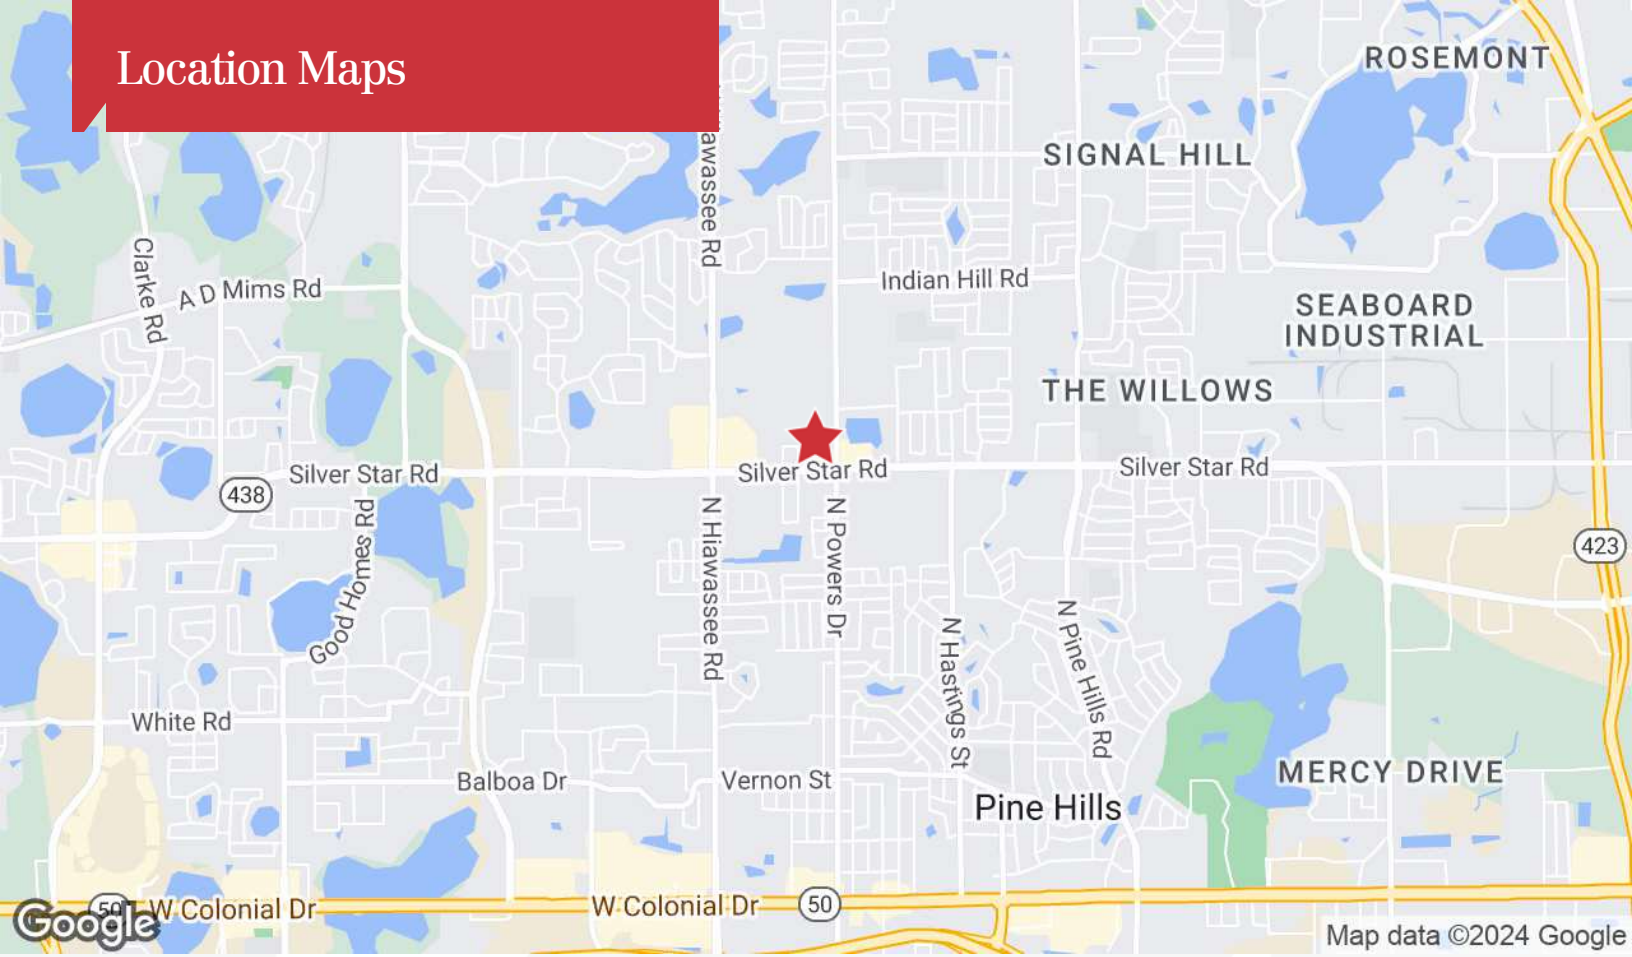 Location Maps
ROSEMONT
SIGNAL HILL
awassee Rd
Clarke Rd
A D Mims Rd
Indian Hill Rd
SEABOARD
INDUSTRIAL
THE WILLOWS
Silver Star Rd
Silver Star Rd
Silver Star Rd
438
Good Homes Rd
N Hiawassee Rd
N Powers Dr
423
N Hastings St
N Pine Hills Rd
White Rd
Balboa Dr
Vernon St
MERCY DRIVE
Pine Hills
50
W Colonial Dr
W Colonial Dr
50
Google
Map data ©2024 Google